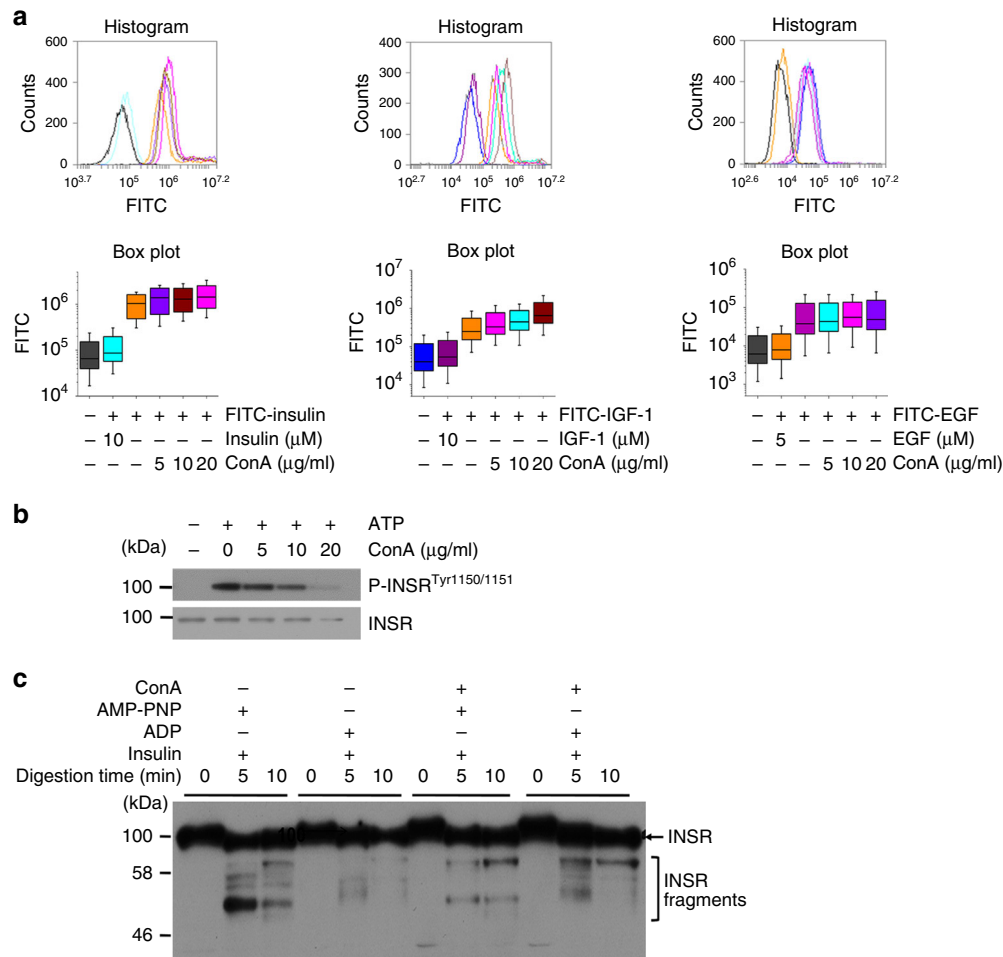 a
Histogram Histogram Histogram
600 400 600
400 300 400
200 200 200
100
0 0 0
Counts Counts Counts
10^3.7 10^5 10^6 10^7.2 10^2.7 10^4 10^5 10^6 10^7.2 10^2.6 10^4 10^5 10^7.2
FITC FITC FITC
Box plot Box plot Box plot
10^6 10^5 10^4
10^7 10^6 10^5 10^4
10^6 10^5 10^4 10^3
FITC FITC FITC
– + + + + + FITC-insulin – + + + + + FITC-IGF-1 – + + + + + FITC-EGF
– 10 – – – – Insulin (μM) – 10 – – – – IGF-1 (μM) – 5 – – – – EGF (μM)
– – – 5 10 20 ConA (μg/ml) – – – 5 10 20 ConA (μg/ml) – – – 5 10 20 ConA (μg/ml)
b
– + + + + ATP
(kDa) – 0 5 10 20 ConA (μg/ml)
100 P-INSR^Tyr1150/1151
100 INSR
c
ConA – – + +
AMP-PNP + – + –
ADP – + – +
Insulin + + + +
Digestion time (min) 0 5 10 0 5 10 0 5 10 0 5 10
(kDa)
100 INSR
58
INSR
fragments
46